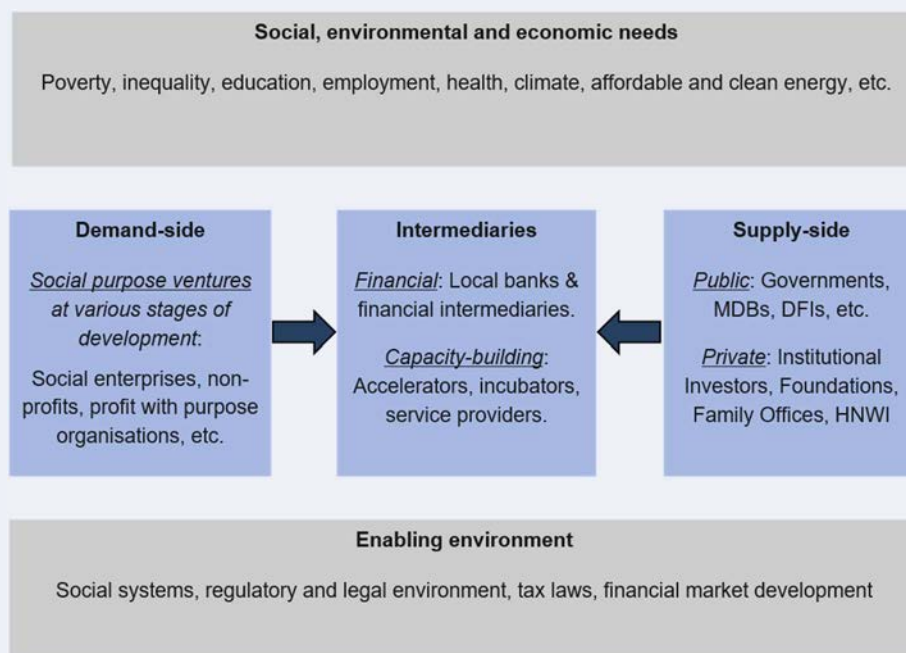 Social, environmental and economic needs
Poverty, inequality, education, employment, health, climate, affordable and clean energy, etc.
Demand-side
Social purpose ventures
at various stages of
development:
Social enterprises, non-
profits, profit with purpose
organisations, etc.
Intermediaries
Financial: Local banks &
financial intermediaries.
Capacity-building:
Accelerators, incubators,
service providers.
Supply-side
Public: Governments,
MDBs, DFIs, etc.
Private: Institutional
Investors, Foundations,
Family Offices, HNWI
Enabling environment
Social systems, regulatory and legal environment, tax laws, financial market development